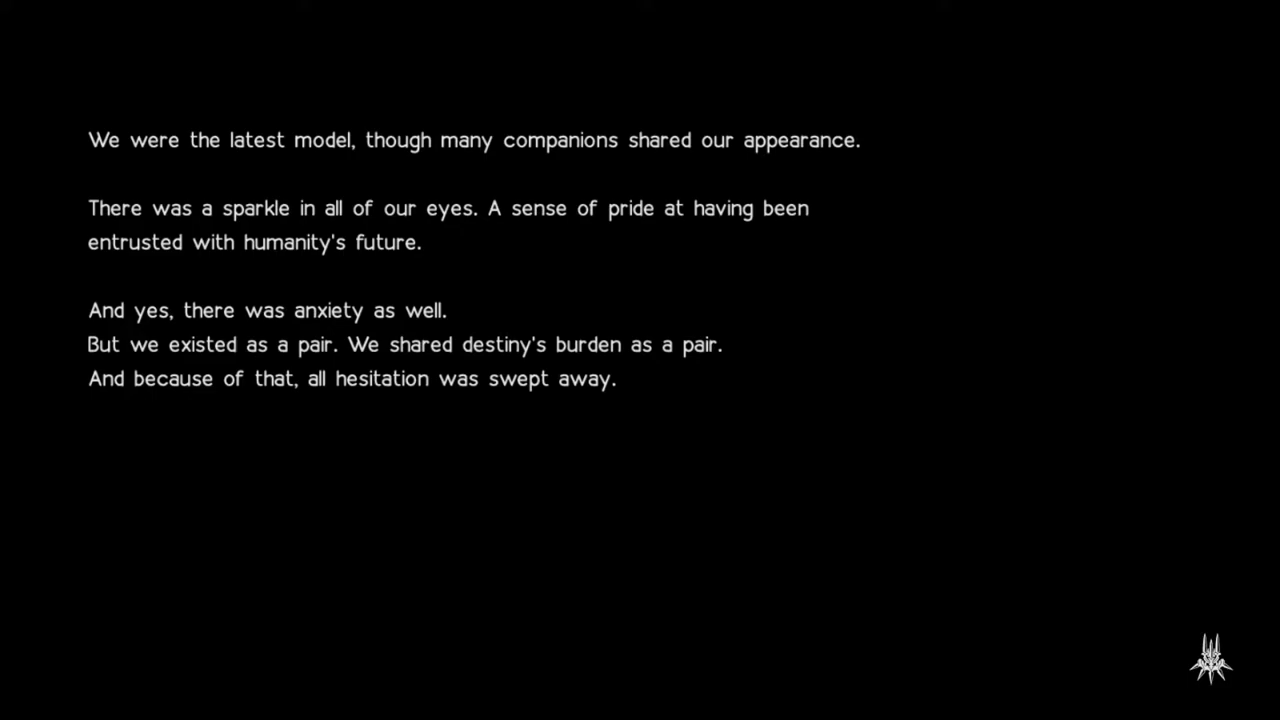 We were the latest model, though many companions shared our appearance.
There was a sparkle in all of our eyes. A sense of pride at having been
entrusted with humanity's future.
And yes, there was anxiety as well.
But we existed as a pair. We shared destiny's burden as a pair.
And because of that, all hesitation was swept away.